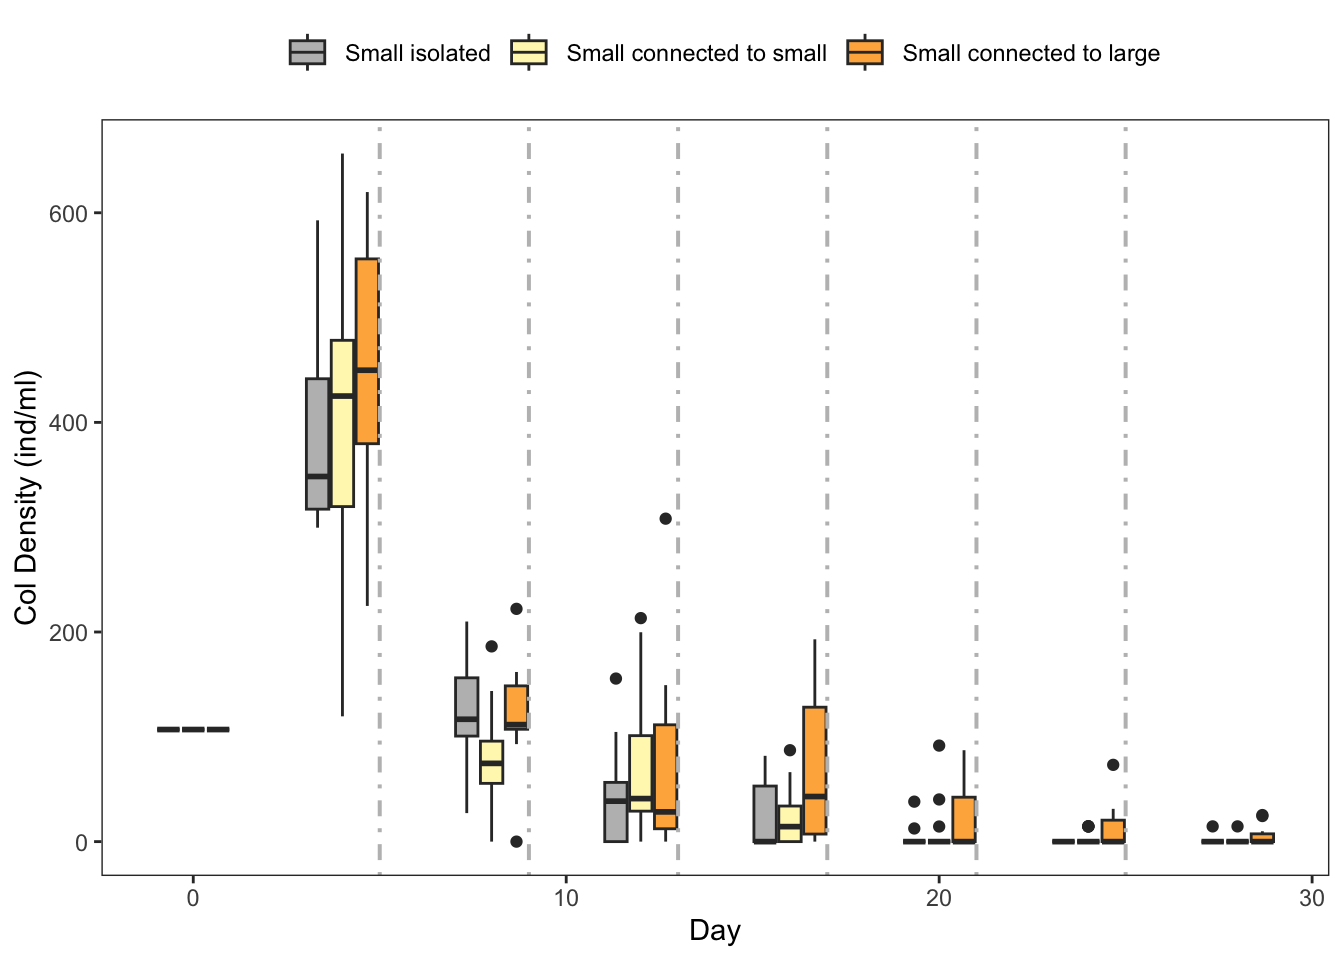 Small isolated Small connected to small Small connected to large
600
400
200
0
Col Density (ind/ml)
0 10 20 30
Day